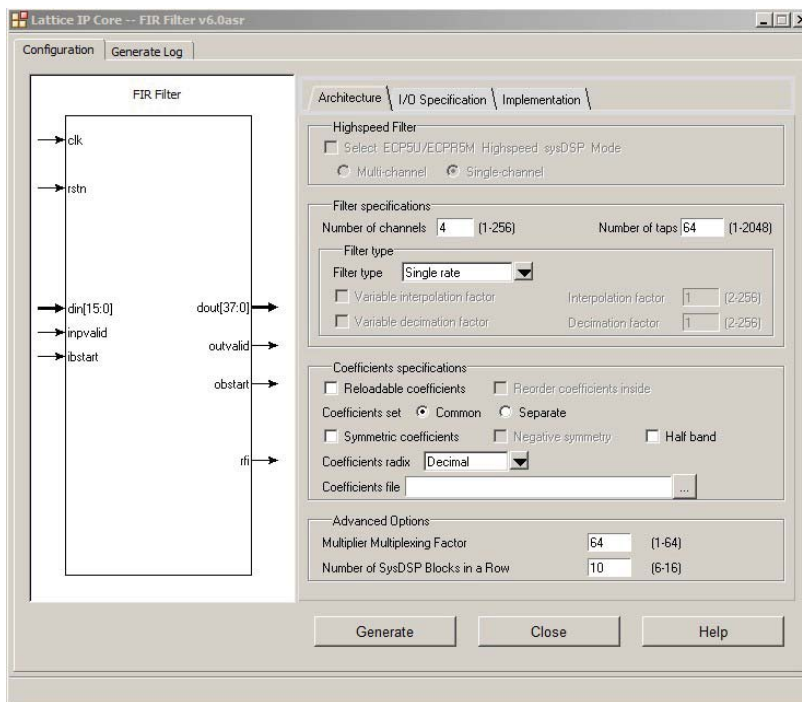 Lattice IP Core -- FIR Filter v6.0asr
Configuration
Generate Log
FIR Filter
clk
rstn
din[15:0]
dout[37:0]
inpvalid
outvalid
ibstart
obstart
rfi
Architecture
I/O Specification
Implementation
Highspeed Filter
Select ECP5U/ECPR5M Highspeed sysDSP Mode
Multi-channel
Single-channel
Filter specifications
Number of channels 4 (1-256) Number of taps 64 (1-2048)
Filter type
Filter type Single rate
Variable interpolation factor Interpolation factor 1 (2-256)
Variable decimation factor Decimation factor 1 (2-256)
Coefficients specifications
Reloadable coefficients Reorder coefficients inside
Coefficients set Common Separate
Symmetric coefficients Negative symmetry Half band
Coefficients radix Decimal
Coefficients file ...
Advanced Options
Multiplier Multiplexing Factor 64 (1-64)
Number of SysDSP Blocks in a Row 10 (6-16)
Generate
Close
Help